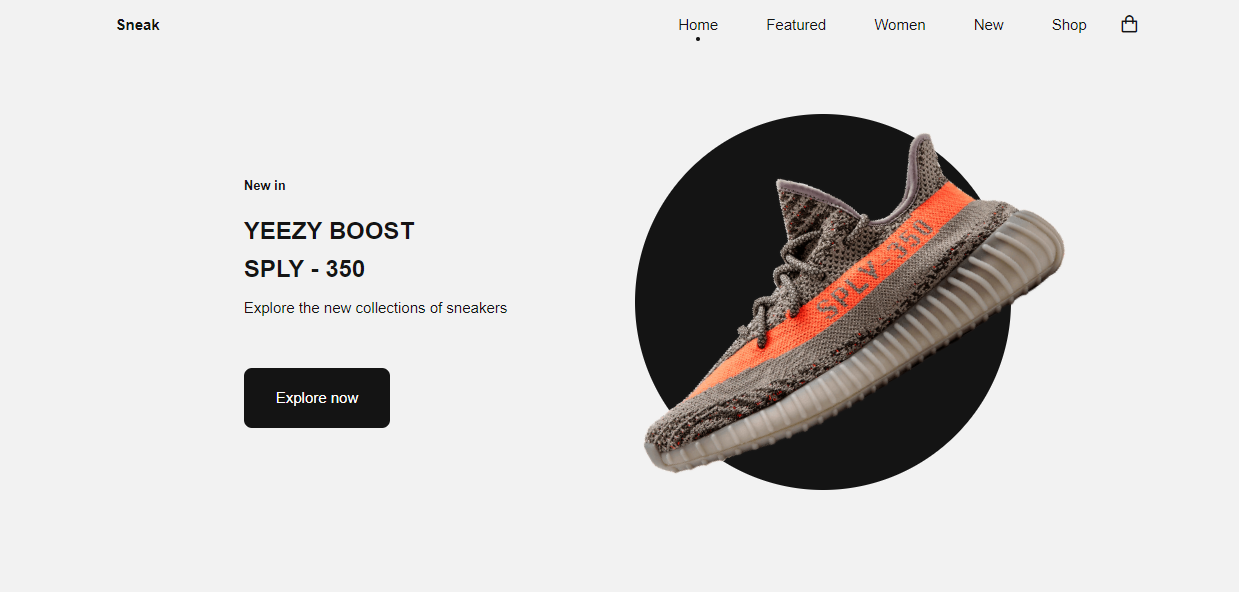 Sneak
Home Featured Women New Shop
New in
YEEZY BOOST
SPLY - 350
Explore the new collections of sneakers
Explore now
SPLY-350